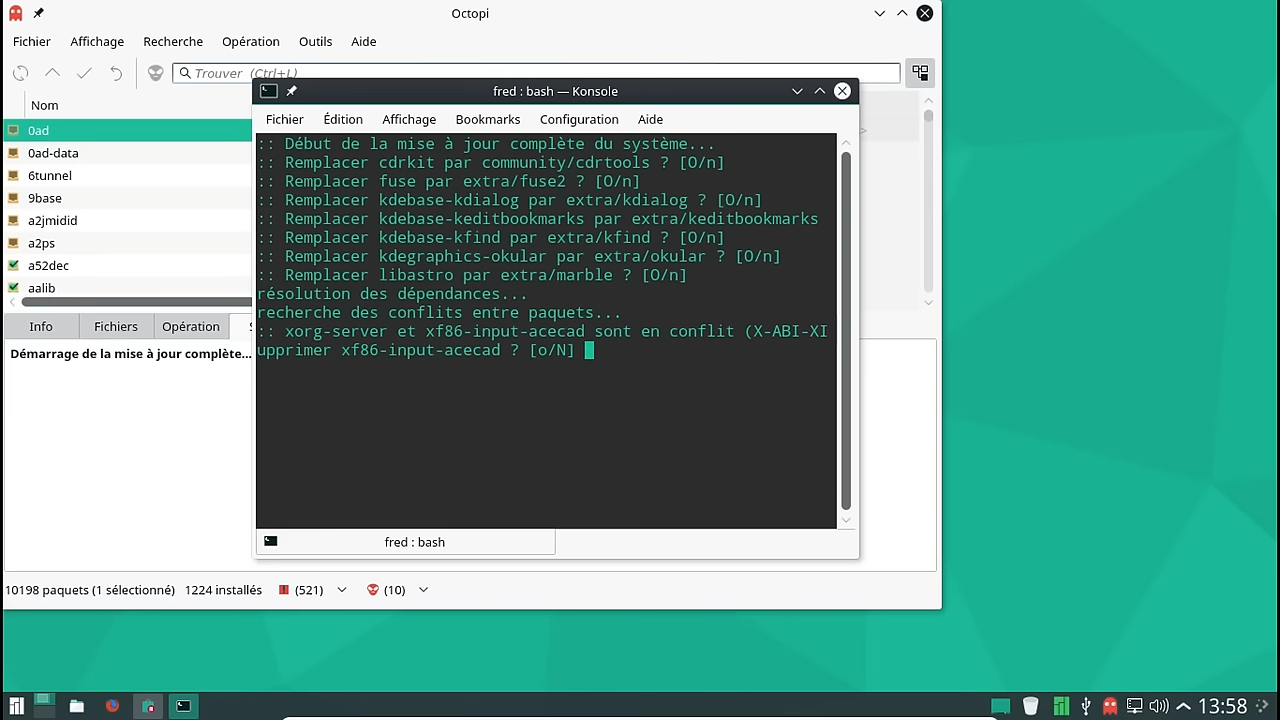 Octopi
Fichier Affichage Recherche Opération Outils Aide
Trouver (Ctrl+L)
Nom
0ad
0ad-data
6tunnel
9base
a2jmidid
a2ps
a52dec
aalib
fred : bash — Konsole
Fichier Édition Affichage Bookmarks Configuration Aide
:: Début de la mise à jour complète du système...
:: Remplacer cdrkit par community/cdrtools ? [O/n]
:: Remplacer fuse par extra/fuse2 ? [O/n]
:: Remplacer kdebase-kdialog par extra/kdialog ? [O/n]
:: Remplacer kdebase-keditbookmarks par extra/keditbookmarks
:: Remplacer kdebase-kfind par extra/kfind ? [O/n]
:: Remplacer kdegraphics-okular par extra/okular ? [O/n]
:: Remplacer libastro par extra/marble ? [O/n]
résolution des dépendances...
recherche des conflits entre paquets...
:: xorg-server et xf86-input-acecad sont en conflit (X-ABI-XI
upprimer xf86-input-acecad ? [o/N]
fred : bash
Info Fichiers Opération
Démarrage de la mise à jour complète...
10198 paquets (1 sélectionné) 1224 installés (521) (10)
13:58